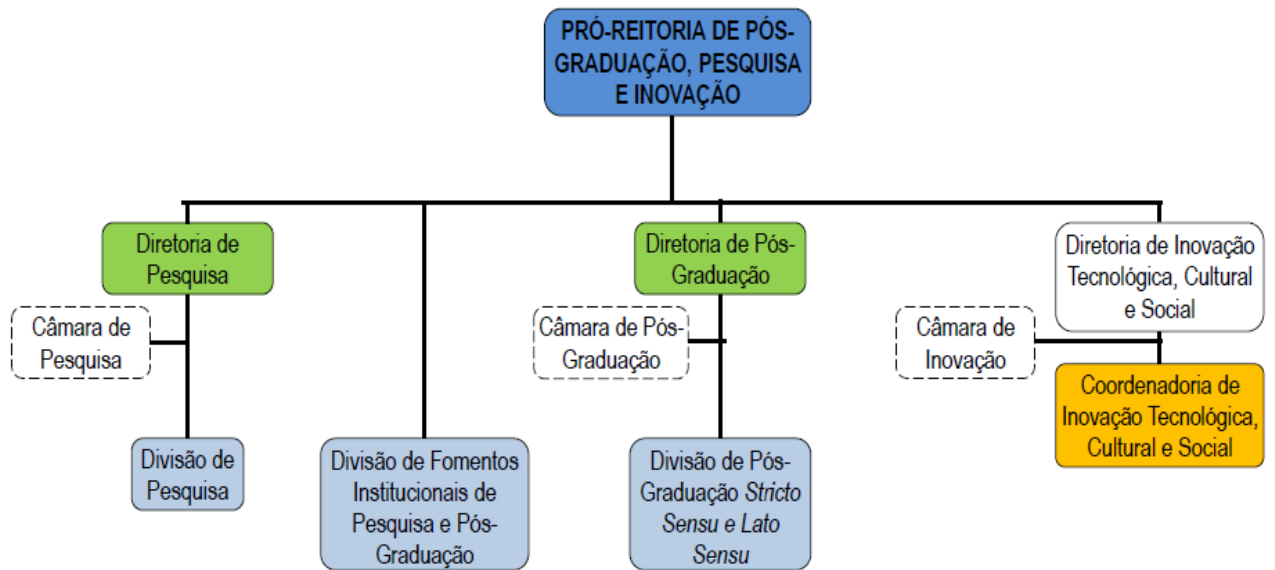 PRÓ-REITORIA DE PÓS-
GRADUAÇÃO, PESQUISA
E INOVAÇÃO
Diretoria de
Pesquisa
Diretoria de Pós-
Graduação
Diretoria de Inovação
Tecnológica, Cultural
e Social
Câmara de
Pesquisa
Câmara de Pós-
Graduação
Câmara de
Inovação
Coordenadoria de
Inovação Tecnológica,
Cultural e Social
Divisão de
Pesquisa
Divisão de Fomentos
Institucionais de
Pesquisa e Pós-
Graduação
Divisão de Pós-
Graduação Stricto
Sensu e Lato
Sensu